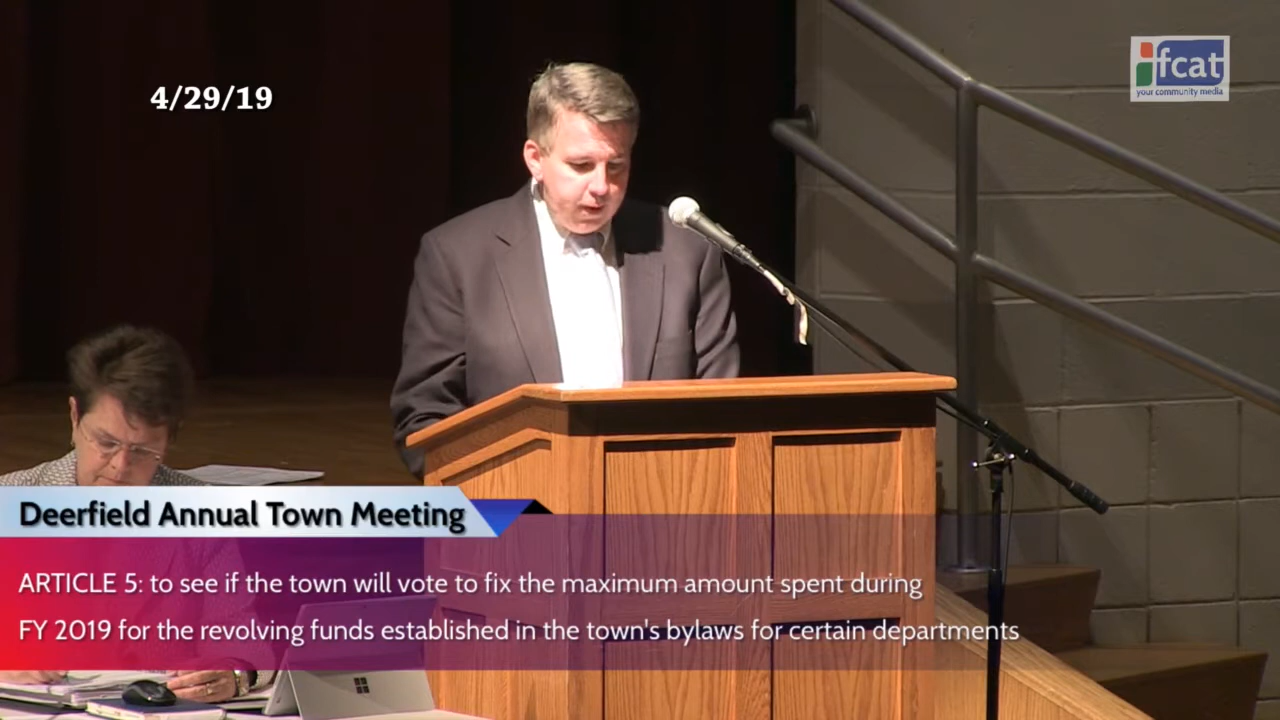 4/29/19
fcat
your community media
Deerfield Annual Town Meeting
ARTICLE 5: to see if the town will vote to fix the maximum amount spent during
FY 2019 for the revolving funds established in the town's bylaws for certain departments